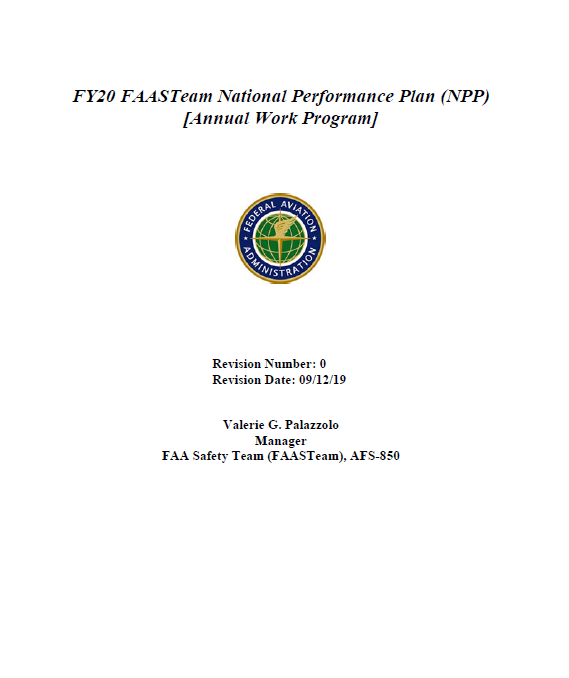 FY20 FAASTeam National Performance Plan (NPP)
[Annual Work Program]
FEDERAL AVIATION
ADMINISTRATION
Revision Number: 0
Revision Date: 09/12/19
Valerie G. Palazzolo
Manager
FAA Safety Team (FAASTeam), AFS-850